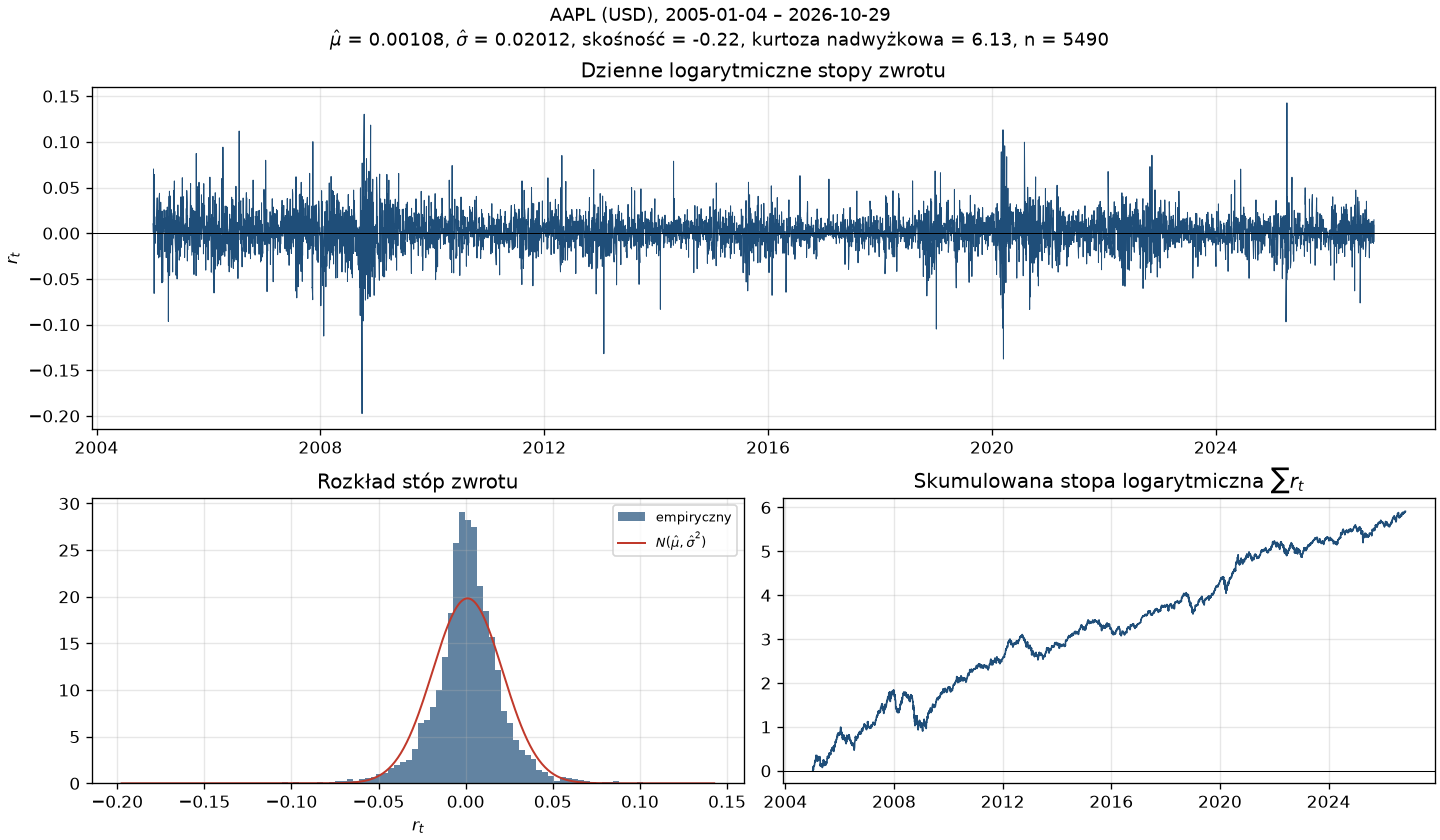 AAPL (USD), 2005-01-04 – 2026-10-29
μ̂ = 0.00108, σ̂ = 0.02012, skośność = -0.22, kurtoza nadwyżkowa = 6.13, n = 5490
Dzienne logarytmiczne stopy zwrotu
0.15
0.10
0.05
0.00
−0.05
−0.10
−0.15
−0.20
r_t
2004 2008 2012 2016 2020 2024
Rozkład stóp zwrotu
30
25
20
15
10
5
0
empiryczny
N(μ̂, σ̂²)
−0.20 −0.15 −0.10 −0.05 0.00 0.05 0.10 0.15
r_t
Skumulowana stopa logarytmiczna ∑r_t
6
5
4
3
2
1
0
2004 2008 2012 2016 2020 2024